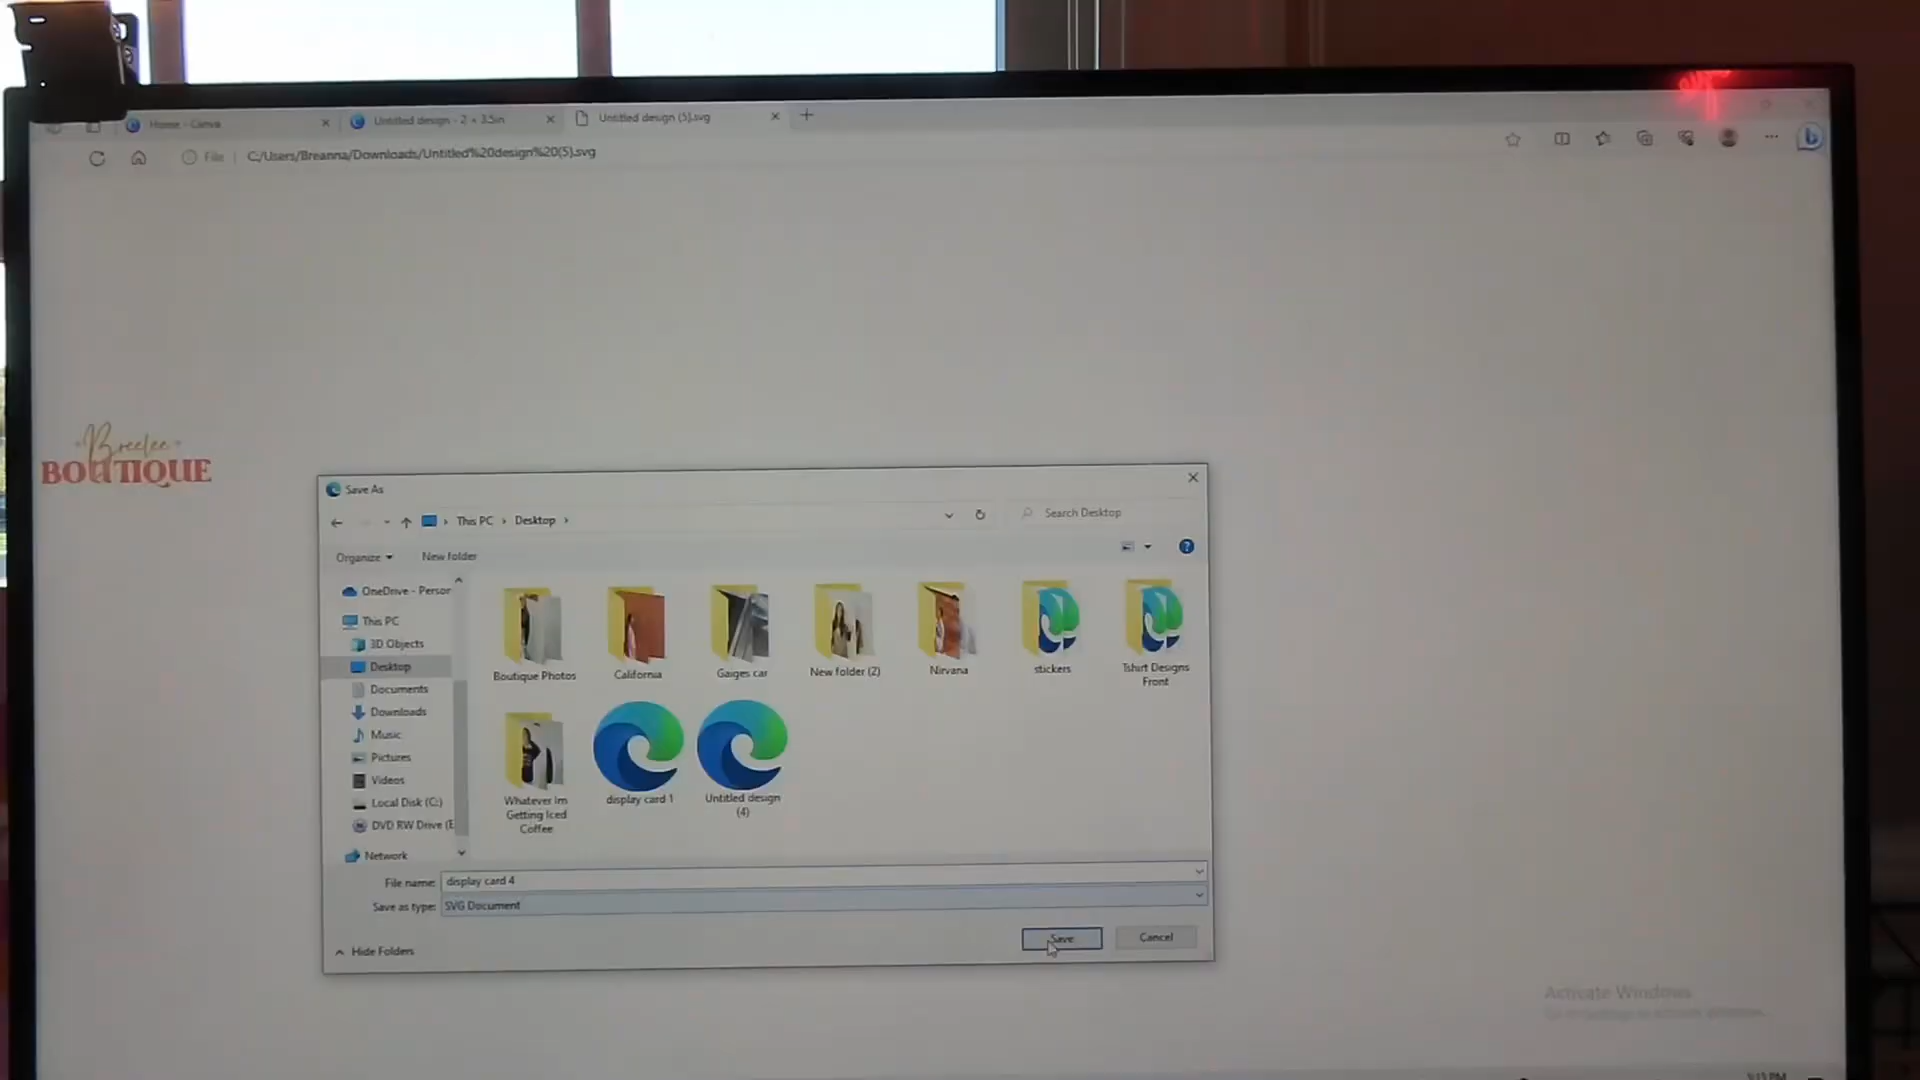 Home - Canva
Untitled design - 2 × 3.5in
Untitled design (5).svg
File
C:/Users/Breanna/Downloads/Untitled%20design%20(5).svg
Breelee
BOUTIQUE
Save As
This PC
Desktop
Search Desktop
Organize
New folder
OneDrive - Person
This PC
3D Objects
Desktop
Documents
Downloads
Music
Pictures
Videos
Local Disk (C:)
DVD RW Drive (E
Network
Boutique Photos
California
Gaiges car
New folder (2)
Nirvana
stickers
Tshirt Designs
Front
Whatever Im
Getting Iced
Coffee
display card 1
Untitled design
(4)
File name:
display card 4
Save as type:
SVG Document
Hide Folders
Save
Cancel
Activate Windows
5:15 PM